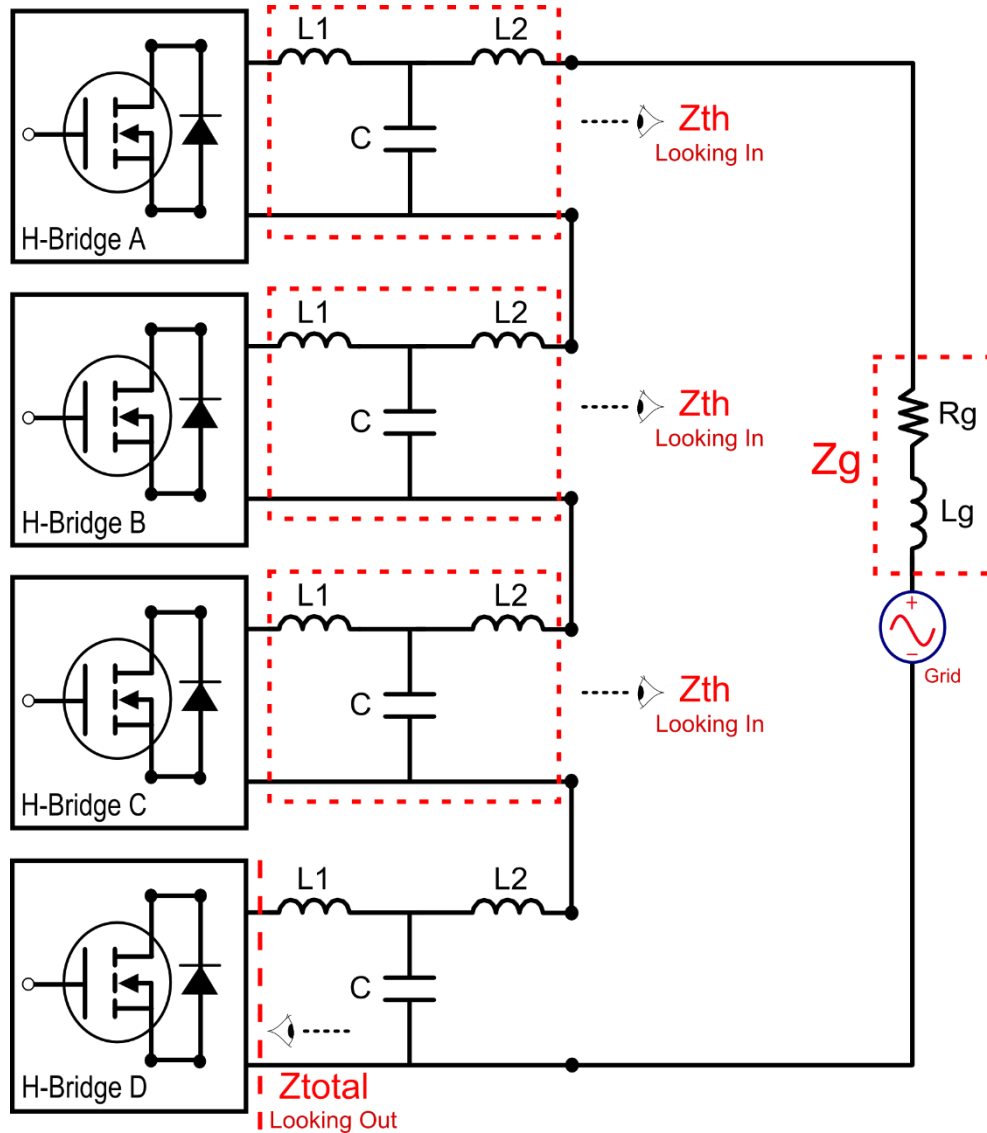 L1 L2
C
Zth
Looking In
H-Bridge A
L1 L2
C
Zth
Looking In
H-Bridge B
Rg
Zg
Lg
L1 L2
C
Zth
Looking In
H-Bridge C
+
−
Grid
L1 L2
C
H-Bridge D
Ztotal
Looking Out